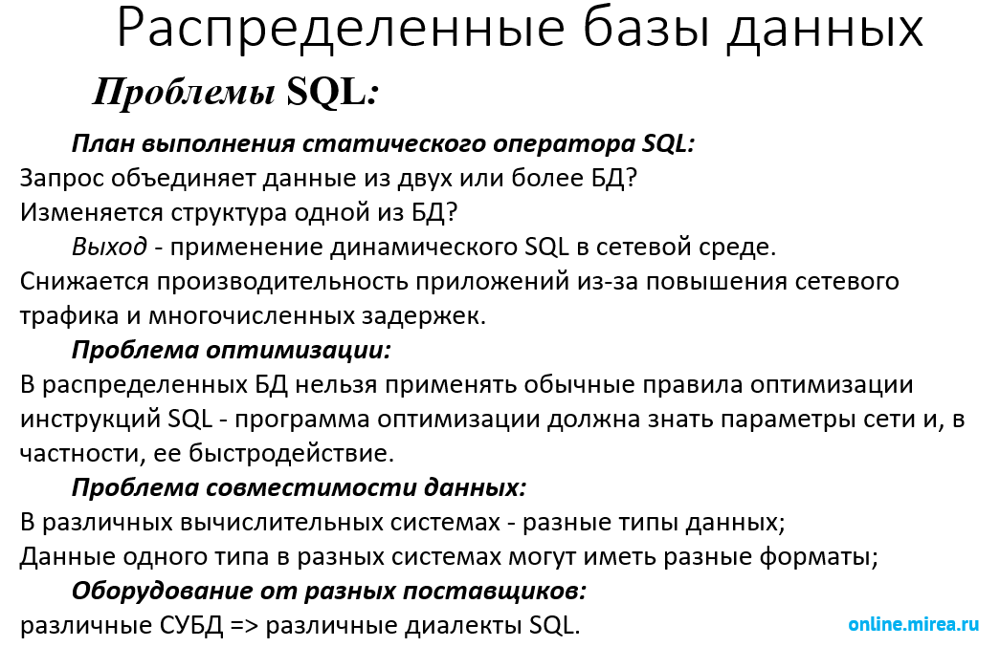 Распределенные базы данных
Проблемы SQL:
План выполнения статического оператора SQL:
Запрос объединяет данные из двух или более БД?
Изменяется структура одной из БД?
Выход - применение динамического SQL в сетевой среде.
Снижается производительность приложений из-за повышения сетевого
трафика и многочисленных задержек.
Проблема оптимизации:
В распределенных БД нельзя применять обычные правила оптимизации
инструкций SQL - программа оптимизации должна знать параметры сети и, в
частности, ее быстродействие.
Проблема совместимости данных:
В различных вычислительных системах - разные типы данных;
Данные одного типа в разных системах могут иметь разные форматы;
Оборудование от разных поставщиков:
различные СУБД => различные диалекты SQL.
online.mirea.ru